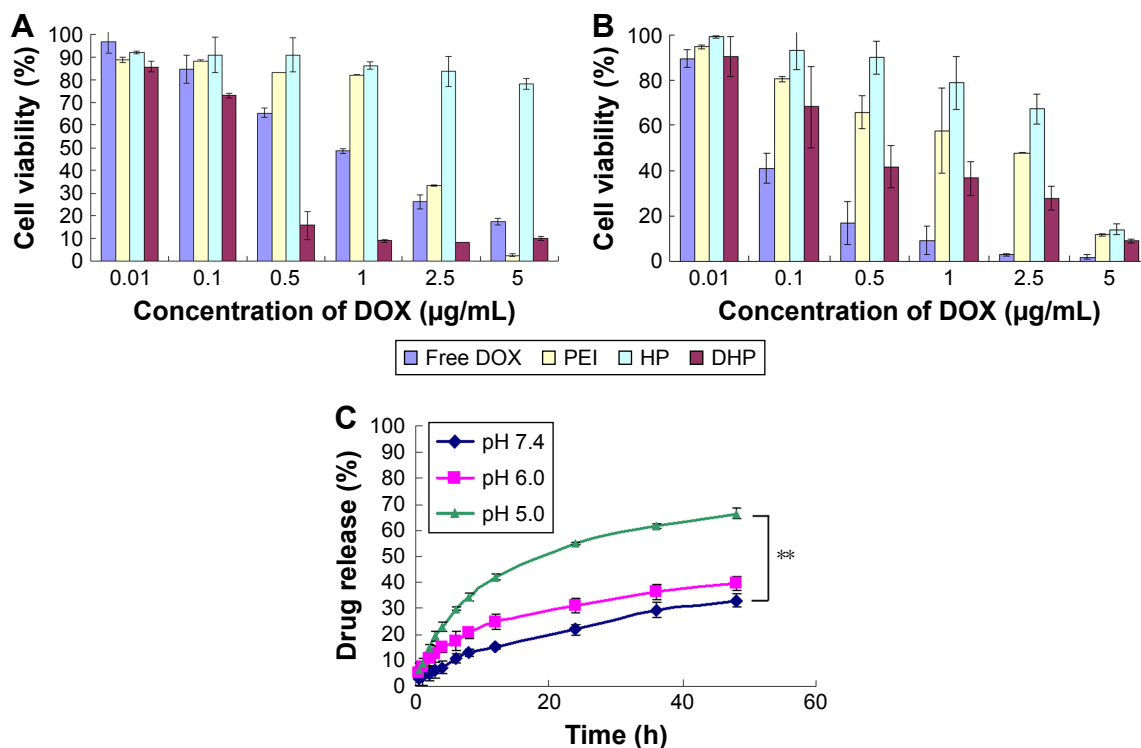 A
Cell viability (%)
100
90
80
70
60
50
40
30
20
10
0
0.01 0.1 0.5 1 2.5 5
Concentration of DOX (µg/mL)
B
Cell viability (%)
100
80
60
40
20
0
0.01 0.1 0.5 1 2.5 5
Concentration of DOX (µg/mL)
Free DOX PEI HP DHP
C
Drug release (%)
100
90
80
70
60
50
40
30
20
10
0
pH 7.4
pH 6.0
pH 5.0
**
0 20 40 60
Time (h)